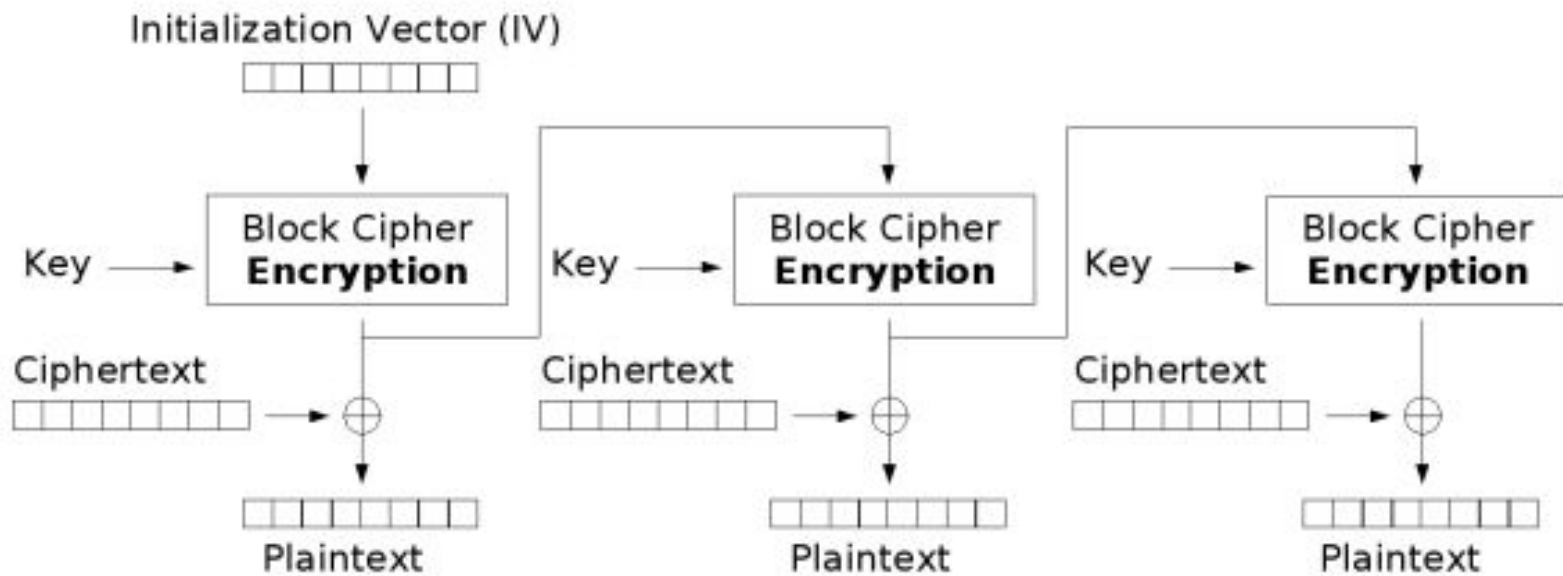 Initialization Vector (IV)
Key
Block Cipher
Encryption
Key
Block Cipher
Encryption
Key
Block Cipher
Encryption
Ciphertext
Ciphertext
Ciphertext
Plaintext
Plaintext
Plaintext